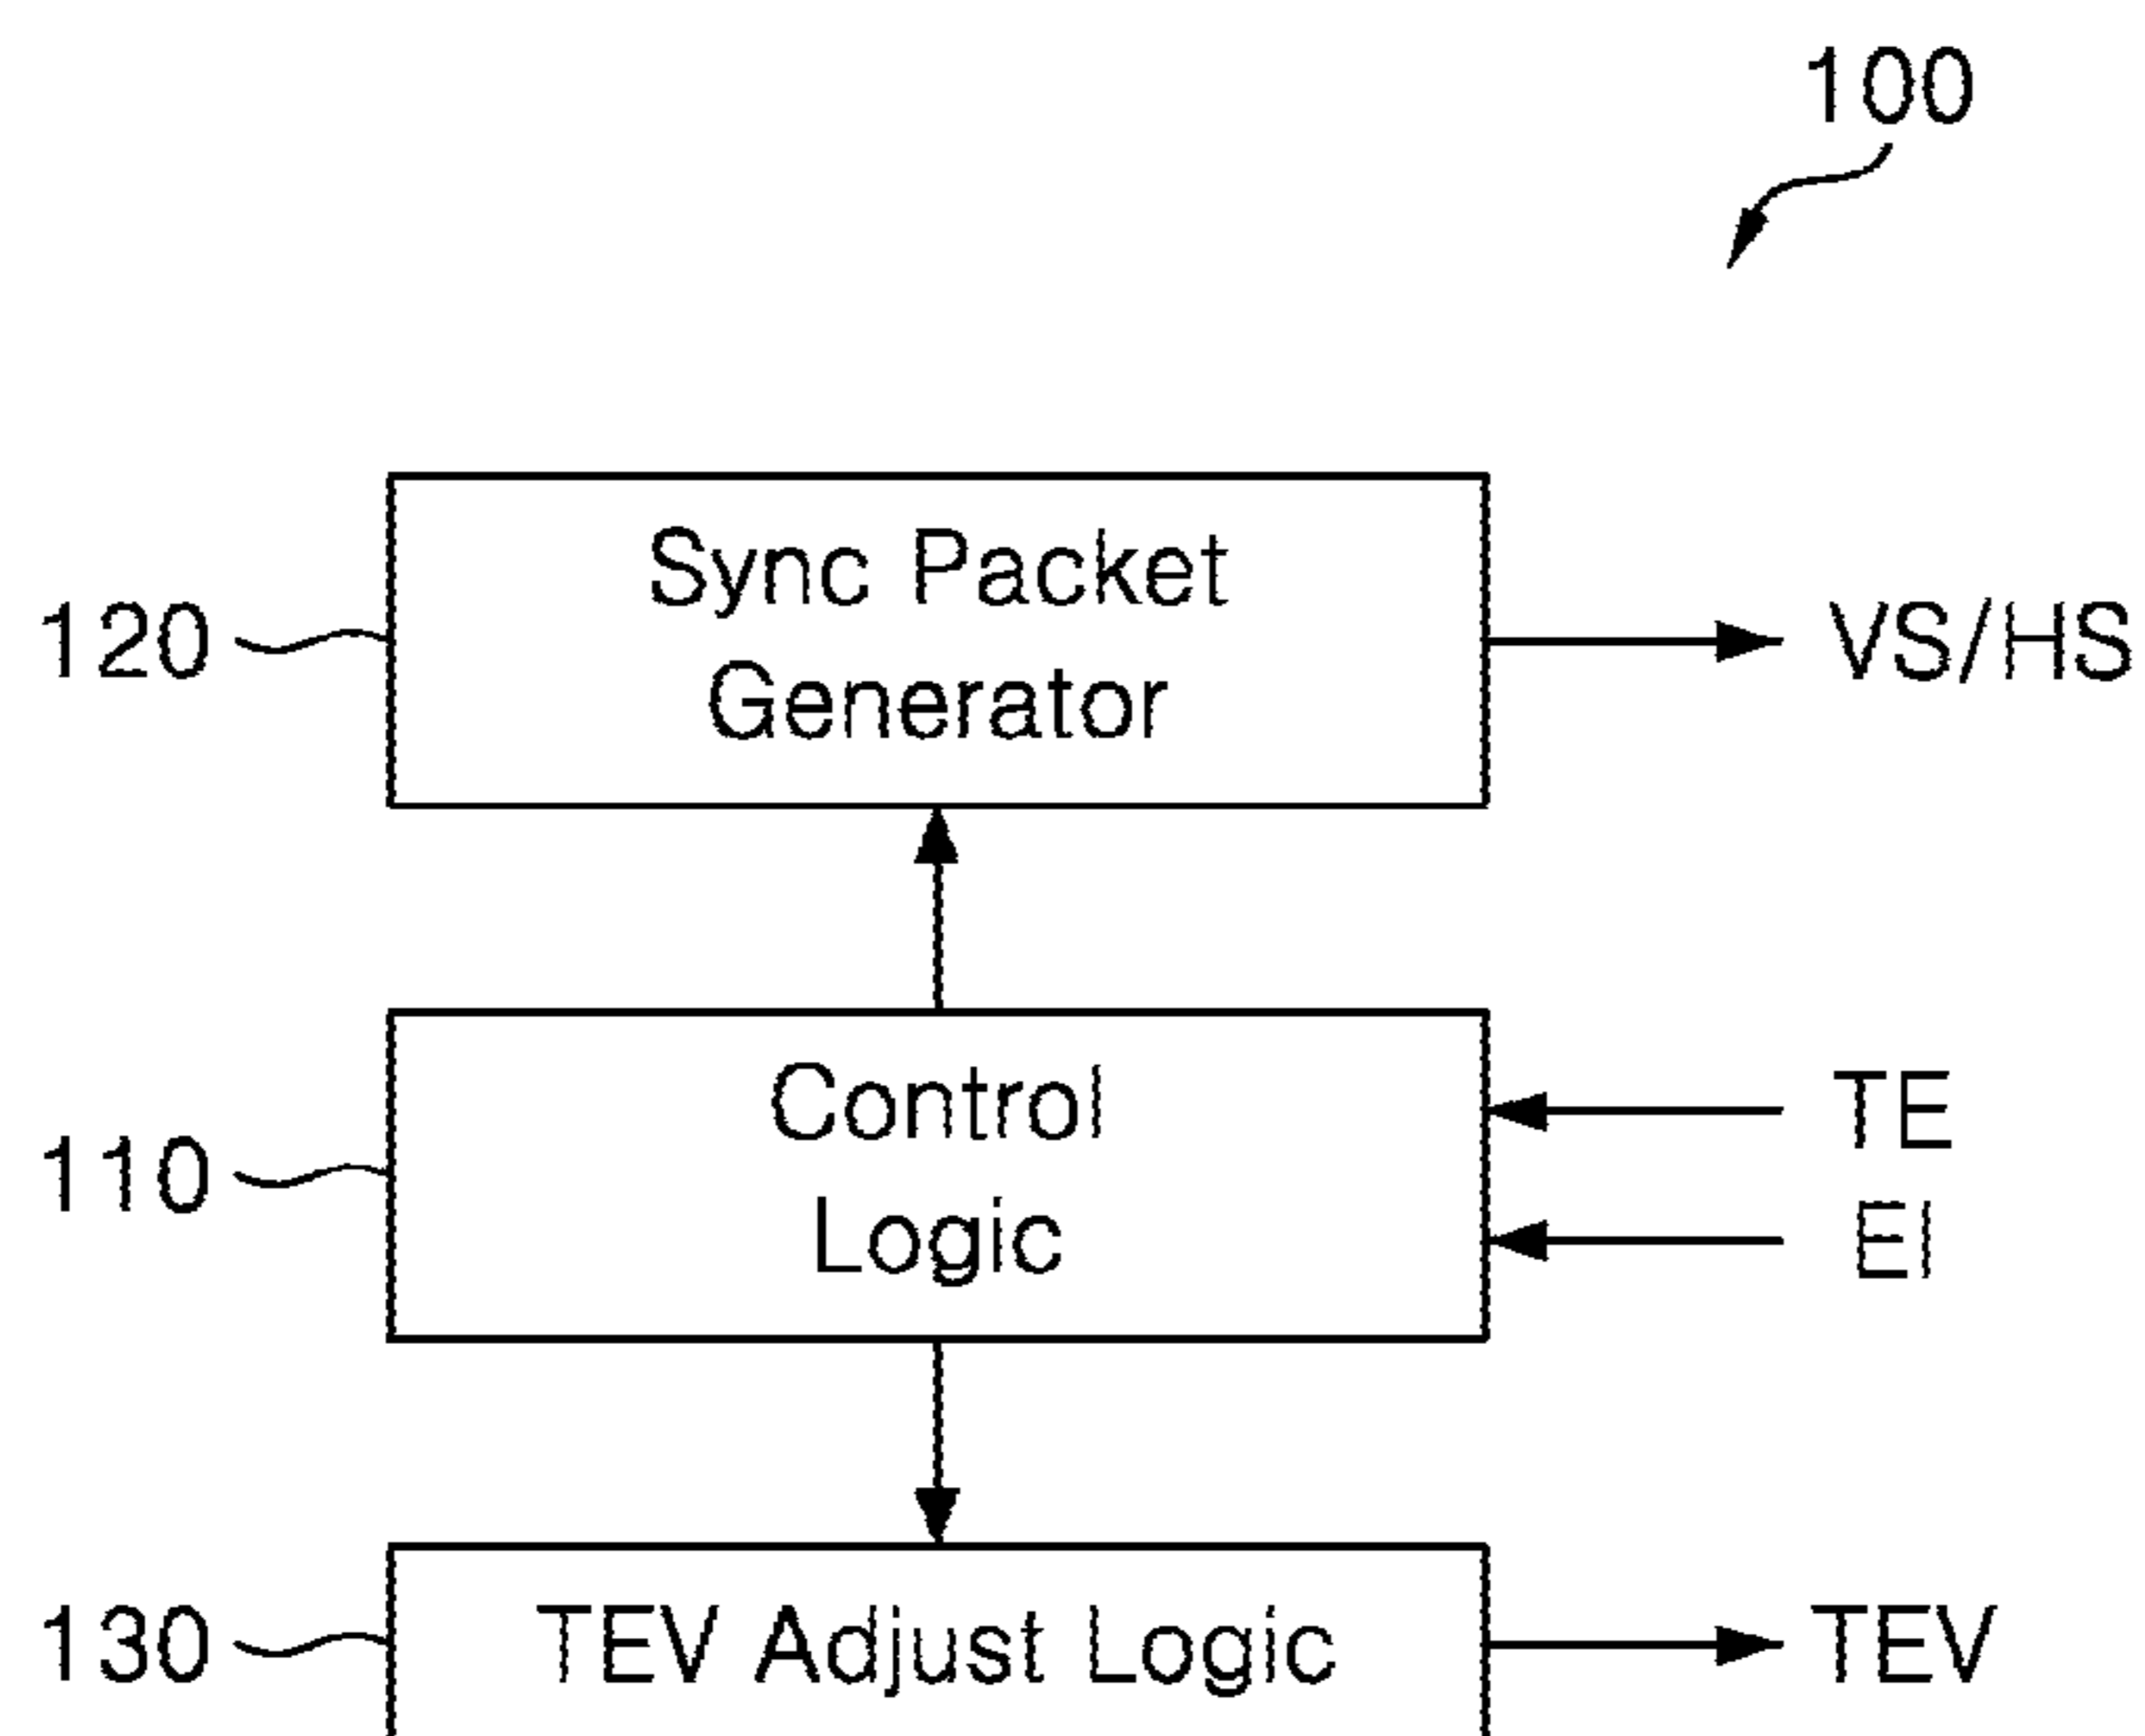 100
Sync Packet
Generator
120
VS/HS
Control
Logic
110
TE
EI
130
TEV Adjust Logic
TEV